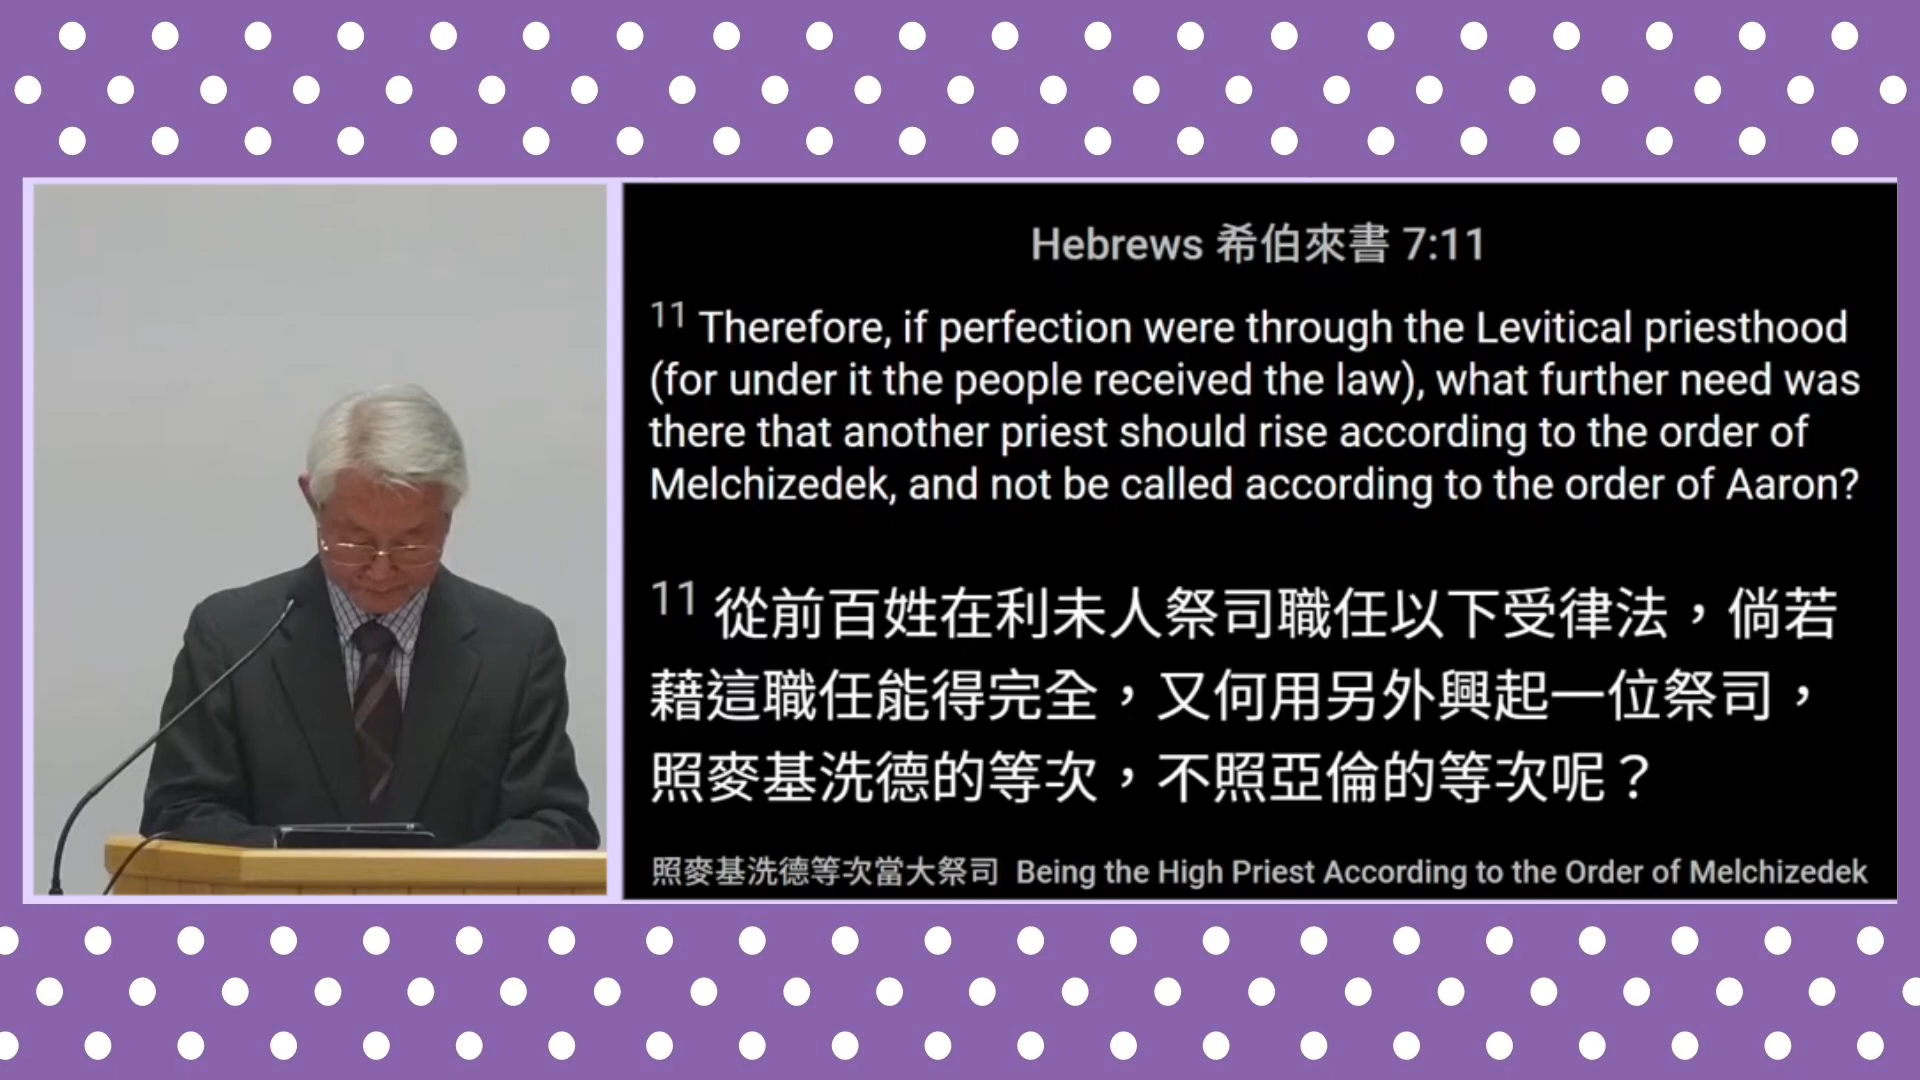 Hebrews 希伯來書 7:11
11 Therefore, if perfection were through the Levitical priesthood
(for under it the people received the law), what further need was
there that another priest should rise according to the order of
Melchizedek, and not be called according to the order of Aaron?
11 從前百姓在利未人祭司職任以下受律法，倘若
藉這職任能得完全，又何用另外興起一位祭司，
照麥基洗德的等次，不照亞倫的等次呢？
照麥基洗德等次當大祭司 Being the High Priest According to the Order of Melchizedek